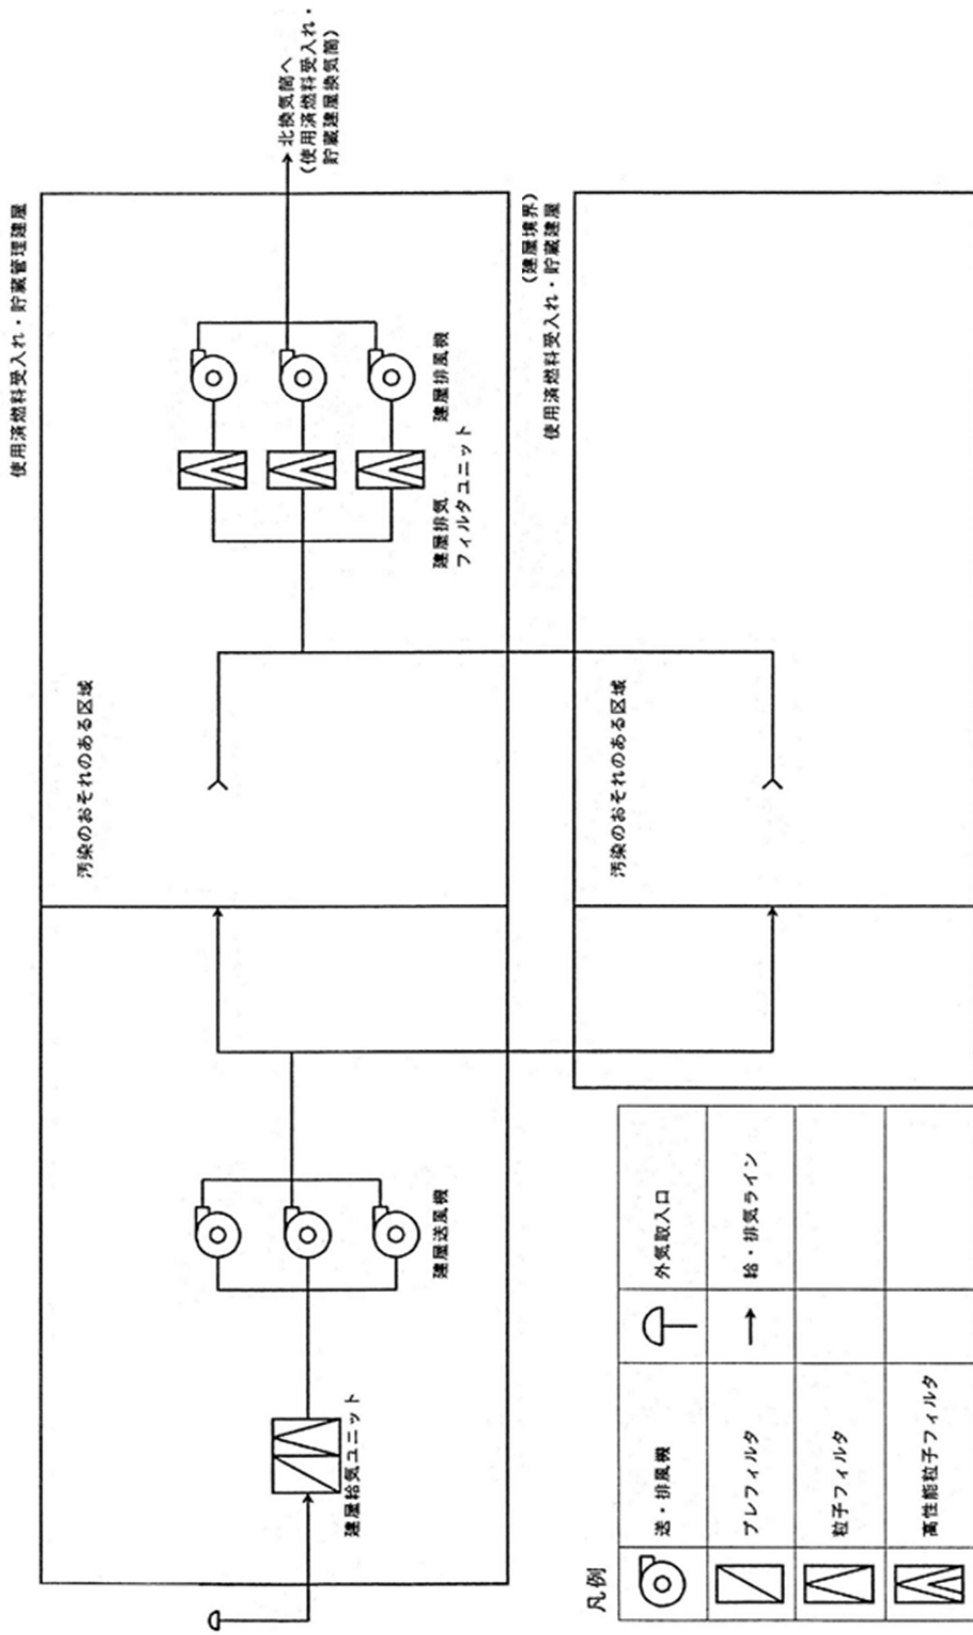 使用済燃料受入れ・貯蔵管理建屋
北換気筒へ
(使用済燃料受入れ・
貯蔵建屋換気筒)
汚染のおそれのある区域
建屋給気ユニット
建屋送風機
建屋排気
フィルタユニット
建屋排風機
(建屋境界)
使用済燃料受入れ・貯蔵建屋
汚染のおそれのある区域
凡例
送・排風機
外気取入口
プレフィルタ
給・排気ライン
粒子フィルタ
高性能粒子フィルタ